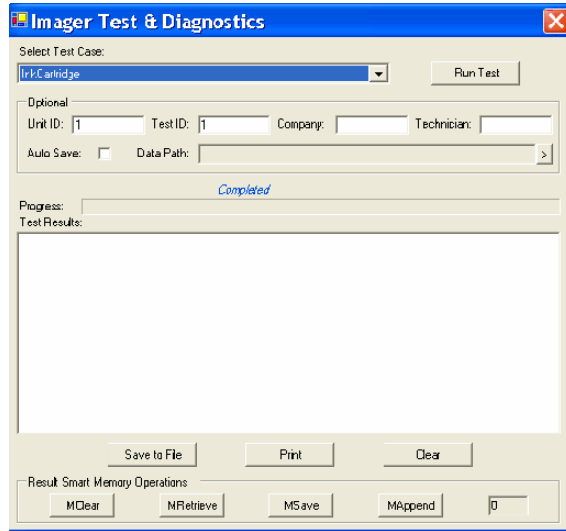 Imager Test & Diagnostics
Select Test Case:
InkCartridge
Run Test
Optional
Unit ID: 1 Test ID: 1 Company: Technician:
Auto Save: Data Path: >
Completed
Progress:
Test Results:
Save to File Print Clear
Result Smart Memory Operations
MClear MRetrieve MSave MAppend 0